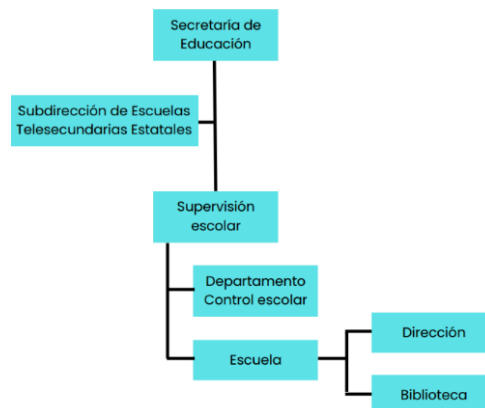 Secretaría de
Educación
Subdirección de Escuelas
Telesecundarias Estatales
Supervisión
escolar
Departamento
Control escolar
Escuela
Dirección
Biblioteca